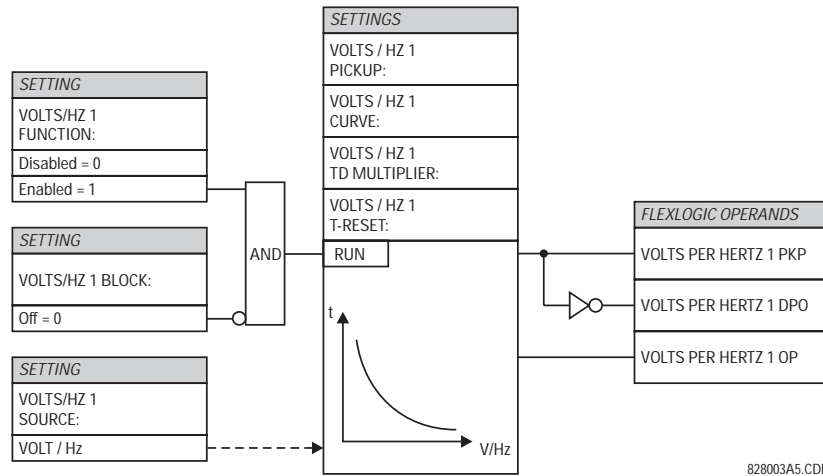 SETTING
VOLTS/HZ 1
FUNCTION:
Disabled = 0
Enabled = 1
SETTING
VOLTS/HZ 1 BLOCK:
Off = 0
SETTING
VOLTS/HZ 1
SOURCE:
VOLT / Hz
AND
SETTINGS
VOLTS / HZ 1
PICKUP:
VOLTS / HZ 1
CURVE:
VOLTS / HZ 1
TD MULTIPLIER:
VOLTS / HZ 1
T-RESET:
RUN
t
V/Hz
FLEXLOGIC OPERANDS
VOLTS PER HERTZ 1 PKP
VOLTS PER HERTZ 1 DPO
VOLTS PER HERTZ 1 OP
828003A5.CDR